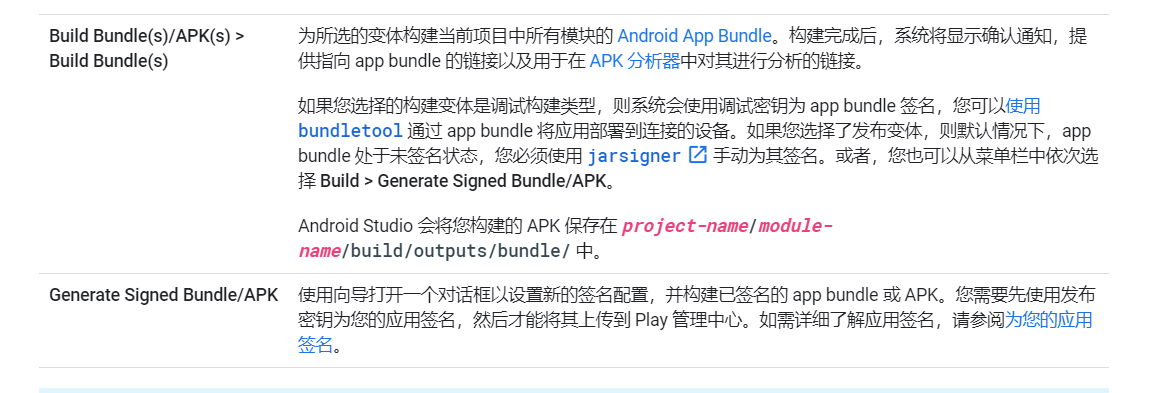 Build Bundle(s)/APK(s) >
Build Bundle(s)
为所选的变体构建当前项目中所有模块的 Android App Bundle。构建完成后，系统将显示确认通知，提
供指向 app bundle 的链接以及用于在 APK 分析器中对其进行分析的链接。
如果您选择的构建变体是调试构建类型，则系统会使用调试密钥为 app bundle 签名，您可以使用
bundletool 通过 app bundle 将应用部署到连接的设备。如果您选择了发布变体，则默认情况下，app
bundle 处于未签名状态，您必须使用 jarsigner 手动为其签名。或者，您也可以从菜单栏中依次选
择 Build > Generate Signed Bundle/APK。
Android Studio 会将您构建的 APK 保存在 project-name/module-
name/build/outputs/bundle/ 中。
Generate Signed Bundle/APK
使用向导打开一个对话框以设置新的签名配置，并构建已签名的 app bundle 或 APK。您需要先使用发布
密钥为您的应用签名，然后才能将其上传到 Play 管理中心。如需详细了解应用签名，请参阅为您的应用
签名。